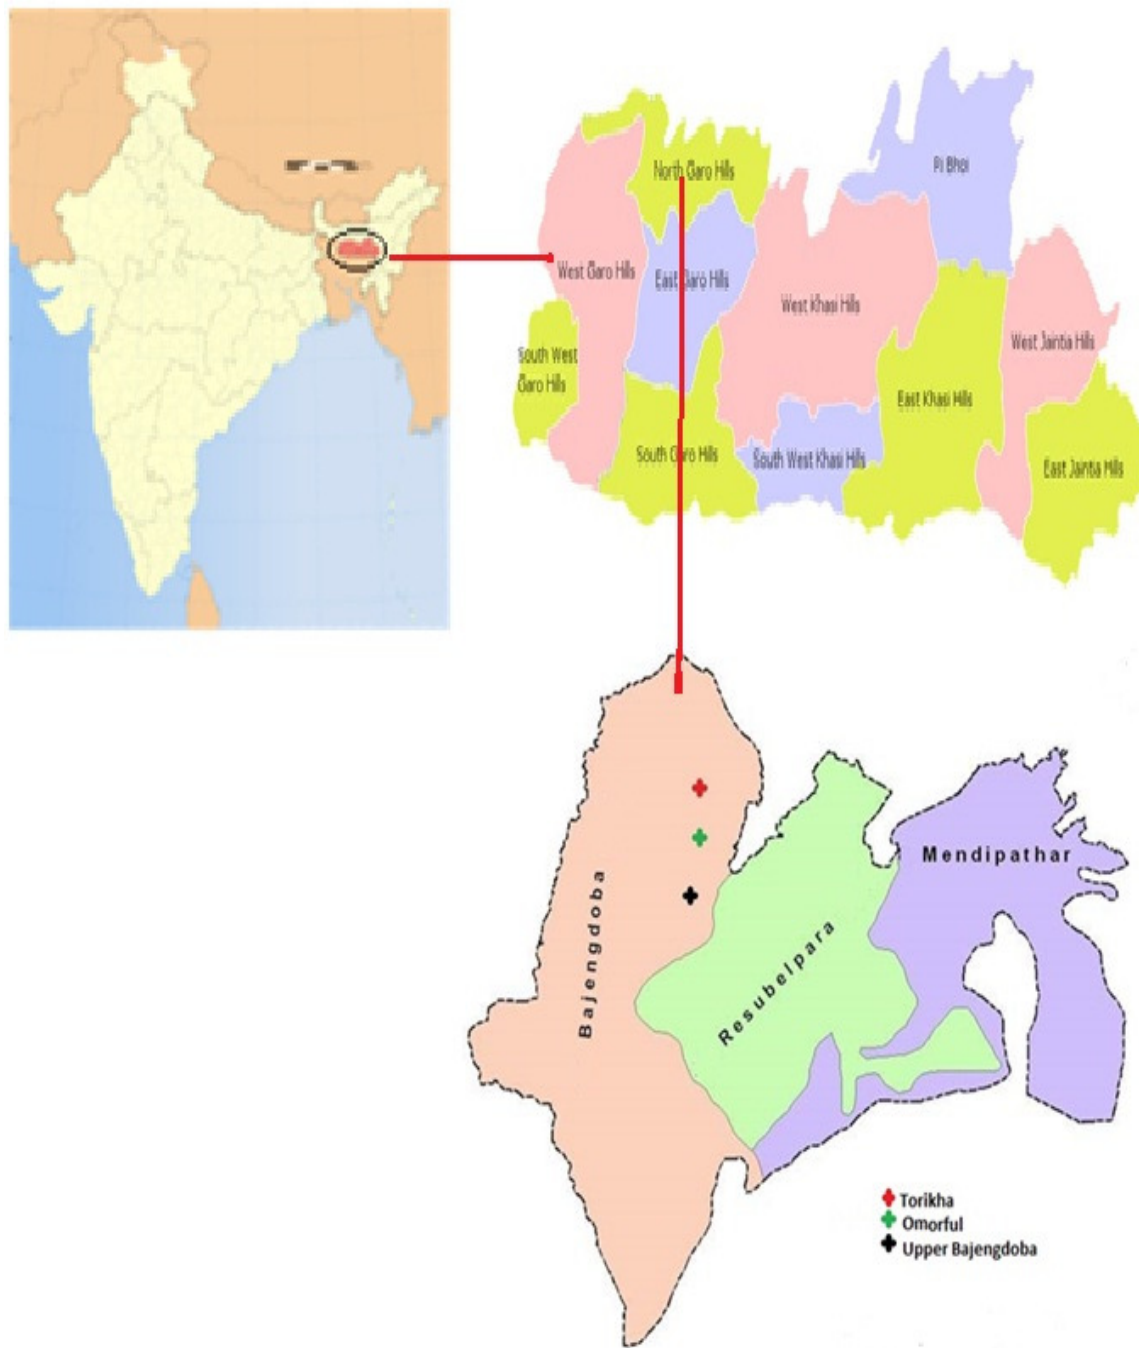 North Garo Hills
Ri Bhoi
West Garo Hills
East Garo Hills
West Khasi Hills
West Jaintia Hills
South West
Garo Hills
East Khasi Hills
South Garo Hills
South West Khasi Hills
East Jaintia Hills
Mendipathar
Bajengdoba
Resubelpara
Torikha
Omorful
Upper Bajengdoba